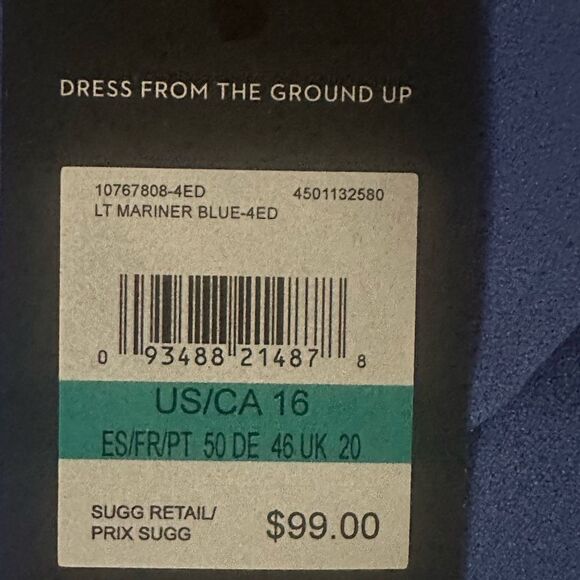 DRESS FROM THE GROUND UP
10767808-4ED 4501132580
LT MARINER BLUE-4ED
0 93488 21487 8
US/CA 16
ES/FR/PT 50 DE 46 UK 20
SUGG RETAIL/
PRIX SUGG $99.00